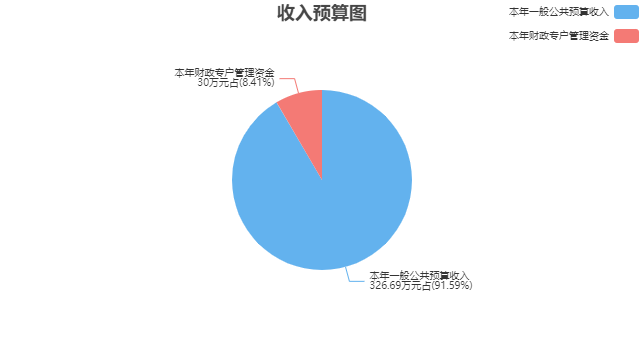 收入预算图
本年一般公共预算收入
本年财政专户管理资金
本年财政专户管理资金
30万元占(8.41%)
本年一般公共预算收入
326.69万元占(91.59%)